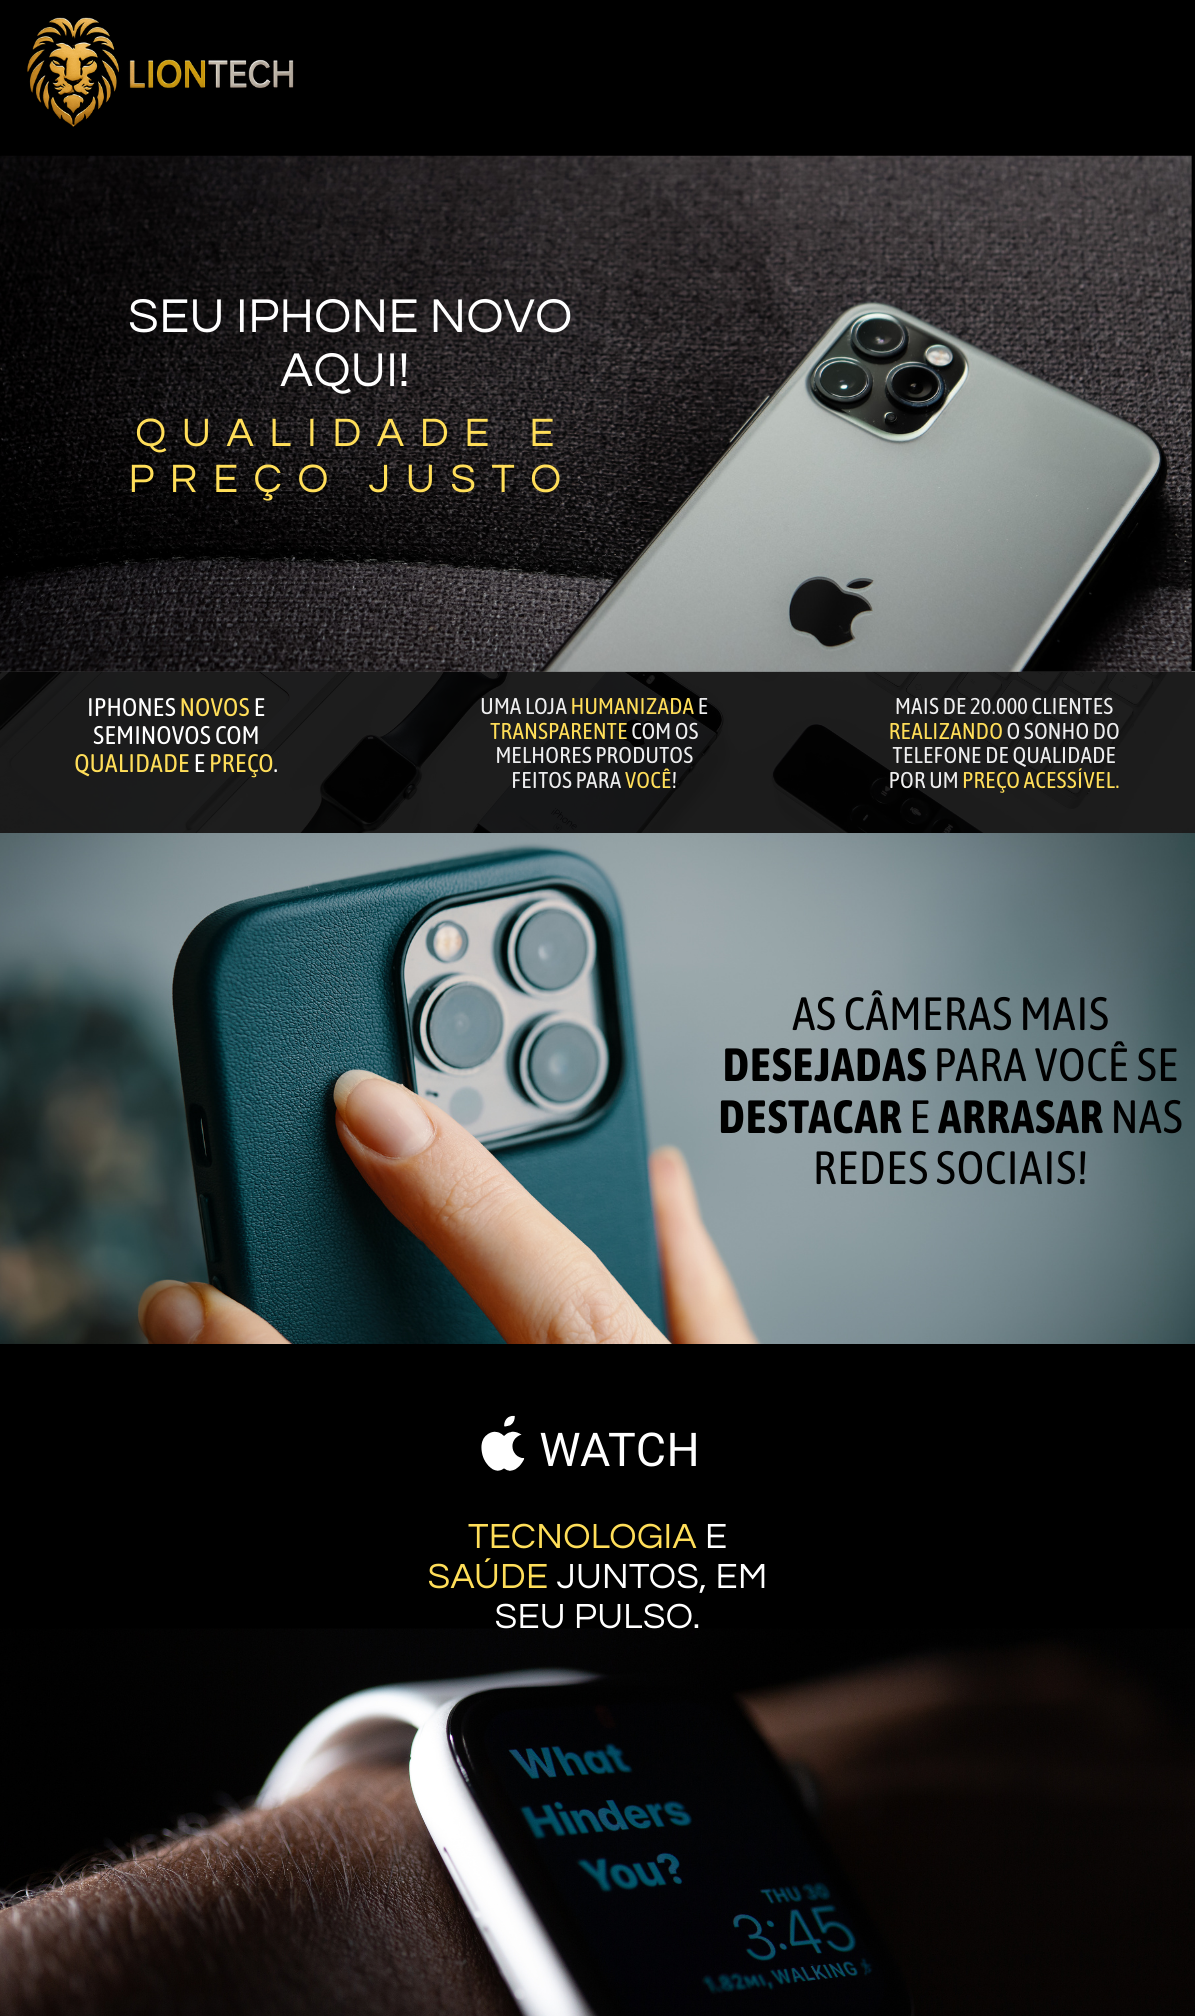 LIONTECH
SEU IPHONE NOVO
AQUI!
QUALIDADE E
PREÇO JUSTO
IPHONES NOVOS E
SEMINOVOS COM
QUALIDADE E PREÇO.
UMA LOJA HUMANIZADA E
TRANSPARENTE COM OS
MELHORES PRODUTOS
FEITOS PARA VOCÊ!
MAIS DE 20.000 CLIENTES
REALIZANDO O SONHO DO
TELEFONE DE QUALIDADE
POR UM PREÇO ACESSÍVEL.
AS CÂMERAS MAIS
DESEJADAS PARA VOCÊ SE
DESTACAR E ARRASAR NAS
REDES SOCIAIS!
WATCH
TECNOLOGIA E
SAÚDE JUNTOS, EM
SEU PULSO.
What
Hinders
You?
THU 30
3:45
1.82MI, WALKING